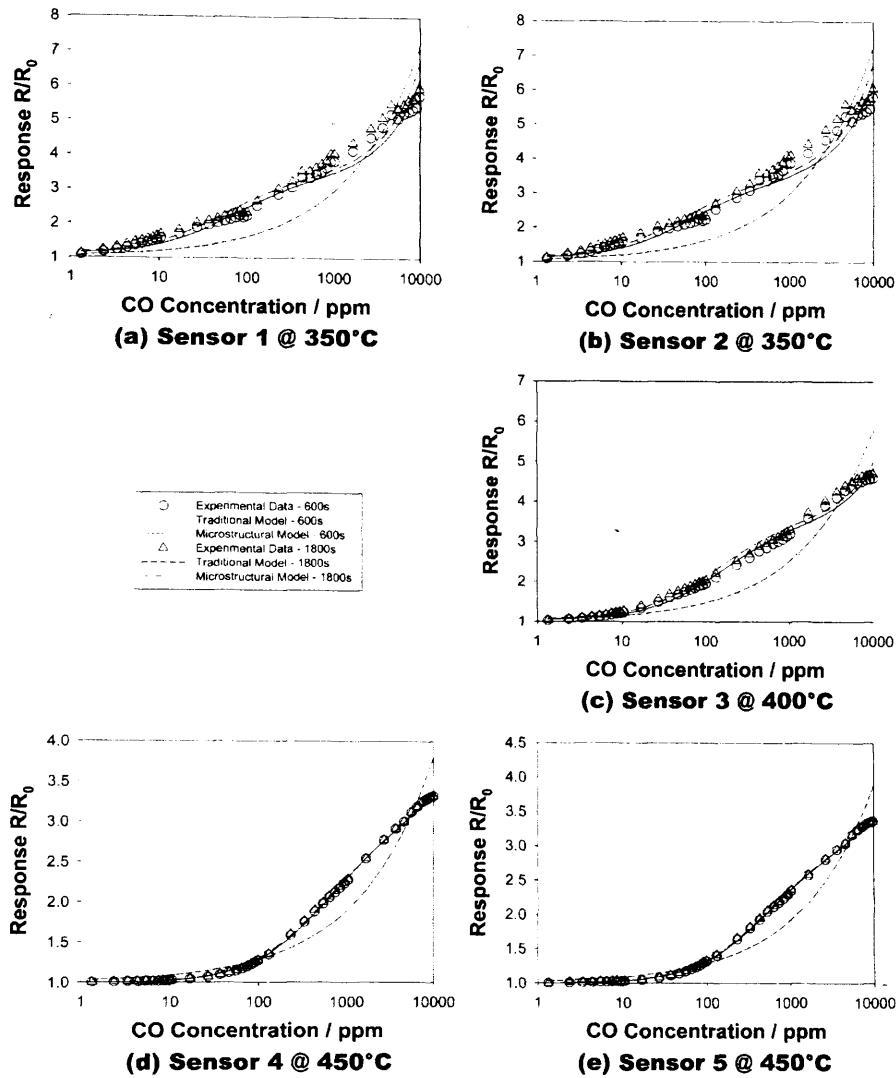 8
7
6
5
4
3
2
1
Response R/R₀
1 10 100 1000 10000
CO Concentration / ppm
(a) Sensor 1 @ 350°C
8
7
6
5
4
3
2
1
Response R/R₀
1 10 100 1000 10000
CO Concentration / ppm
(b) Sensor 2 @ 350°C
Experimental Data - 600s
Traditional Model - 600s
Microstructural Model - 600s
Experimental Data - 1800s
Traditional Model - 1800s
Microstructural Model - 1800s
7
6
5
4
3
2
1
Response R/R₀
1 10 100 1000 10000
CO Concentration / ppm
(c) Sensor 3 @ 400°C
4.0
3.5
3.0
2.5
2.0
1.5
1.0
Response R/R₀
1 10 100 1000 10000
CO Concentration / ppm
(d) Sensor 4 @ 450°C
4.5
4.0
3.5
3.0
2.5
2.0
1.5
1.0
Response R/R₀
1 10 100 1000 10000
CO Concentration / ppm
(e) Sensor 5 @ 450°C